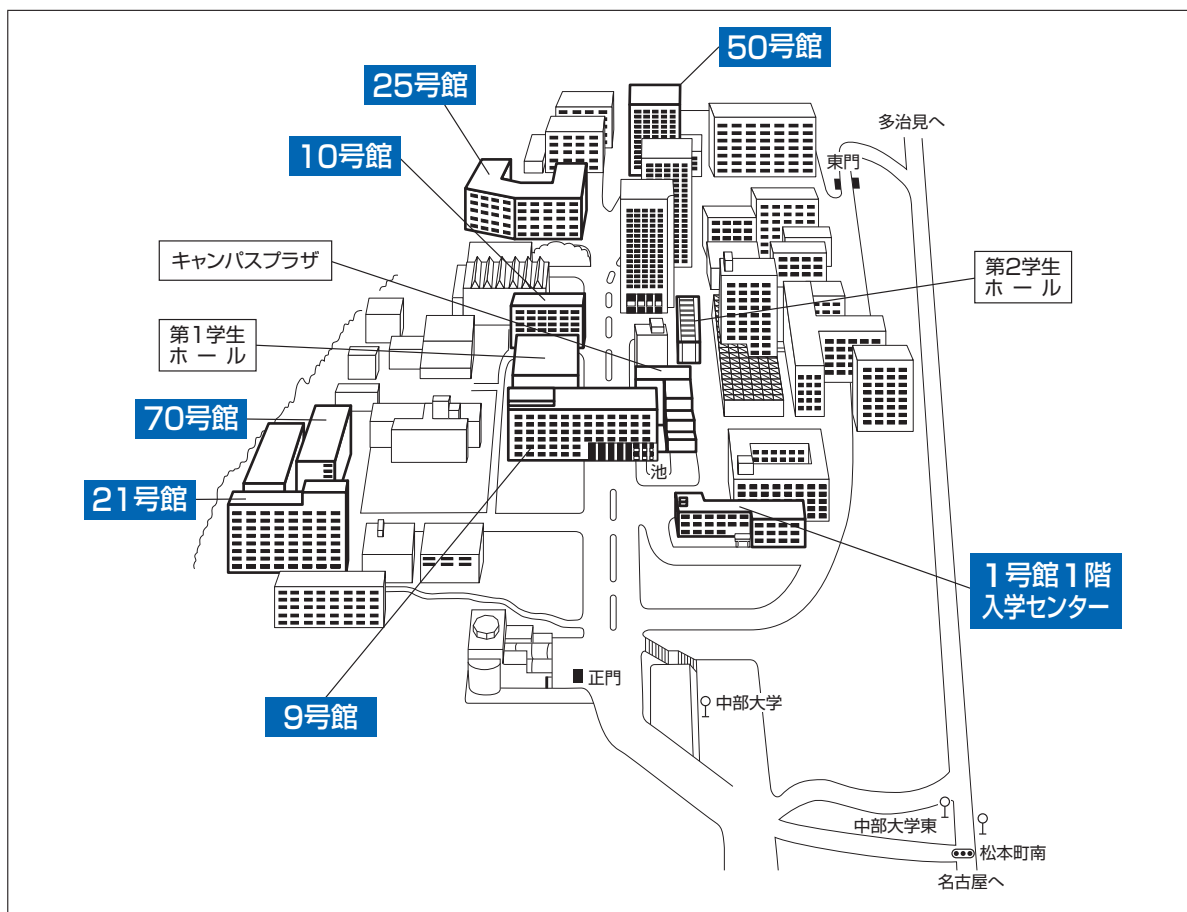 50号館
25号館
多治見へ
10号館
東門
キャンパスプラザ
第2学生
ホール
第1学生
ホール
70号館
池
21号館
1号館1階
入学センター
正門
中部大学
9号館
中部大学東
松本町南
名古屋へ